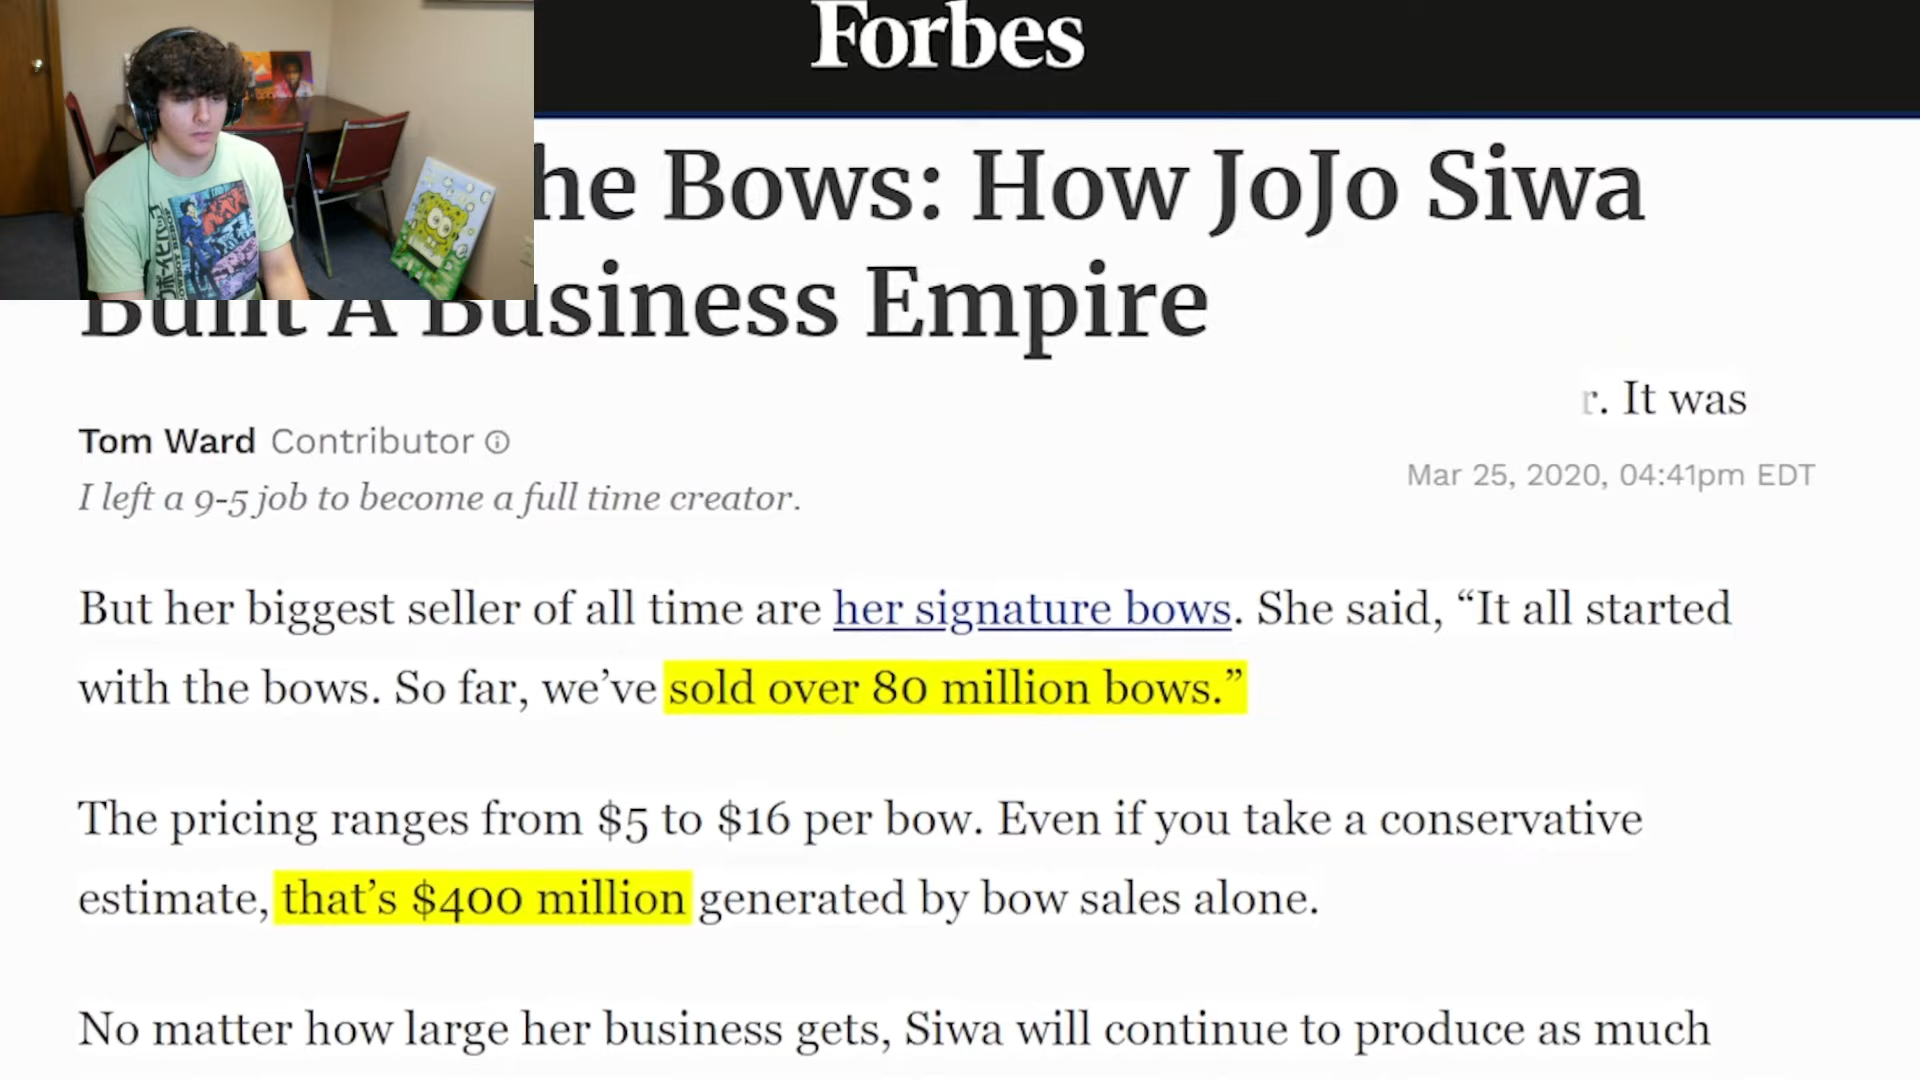 Forbes
he Bows: How JoJo Siwa
Built A Business Empire
r. It was
Tom Ward Contributor
Mar 25, 2020, 04:41pm EDT
I left a 9-5 job to become a full time creator.
But her biggest seller of all time are her signature bows. She said, “It all started
with the bows. So far, we’ve sold over 80 million bows.”
The pricing ranges from $5 to $16 per bow. Even if you take a conservative
estimate, that’s $400 million generated by bow sales alone.
No matter how large her business gets, Siwa will continue to produce as much